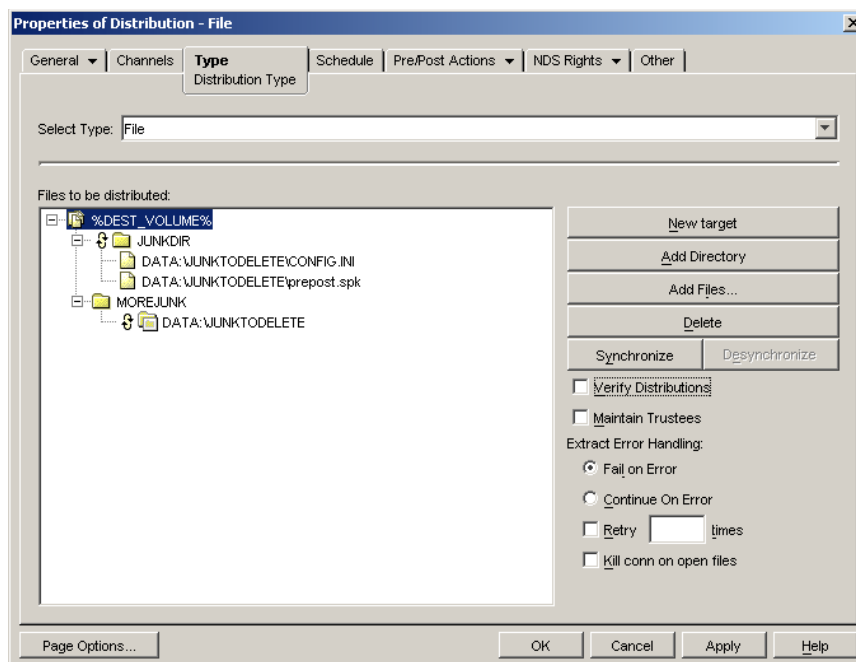 Properties of Distribution - File
General Channels Type Schedule Pre/Post Actions NDS Rights Other
Distribution Type
Select Type: File
Files to be distributed:
%DEST_VOLUME%
JUNKDIR
DATA:\JUNKTODELETE\CONFIG.INI
DATA:\JUNKTODELETE\prepost.spk
MOREJUNK
DATA:\JUNKTODELETE
New target
Add Directory
Add Files...
Delete
Synchronize Desynchronize
Verify Distributions
Maintain Trustees
Extract Error Handling:
Fail on Error
Continue On Error
Retry times
Kill conn on open files
Page Options... OK Cancel Apply Help